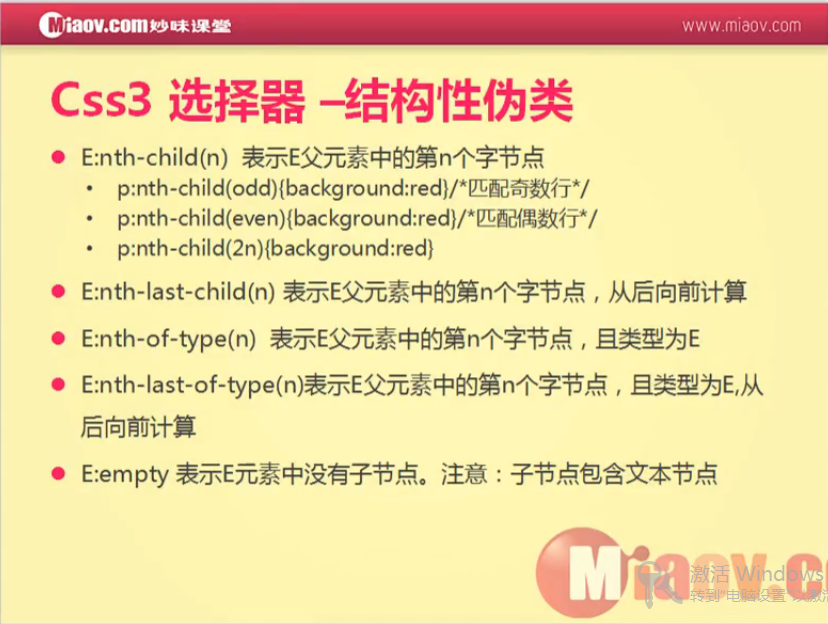 Miaov.com妙味课堂
www.miaov.com
Css3 选择器 –结构性伪类
E:nth-child(n) 表示E父元素中的第n个字节点
p:nth-child(odd){background:red}/*匹配奇数行*/
p:nth-child(even){background:red}/*匹配偶数行*/
p:nth-child(2n){background:red}
E:nth-last-child(n) 表示E父元素中的第n个字节点，从后向前计算
E:nth-of-type(n) 表示E父元素中的第n个字节点，且类型为E
E:nth-last-of-type(n)表示E父元素中的第n个字节点，且类型为E,从
后向前计算
E:empty 表示E元素中没有子节点。注意：子节点包含文本节点
Miaov.c
激活 Windows
转到"电脑设置"以激